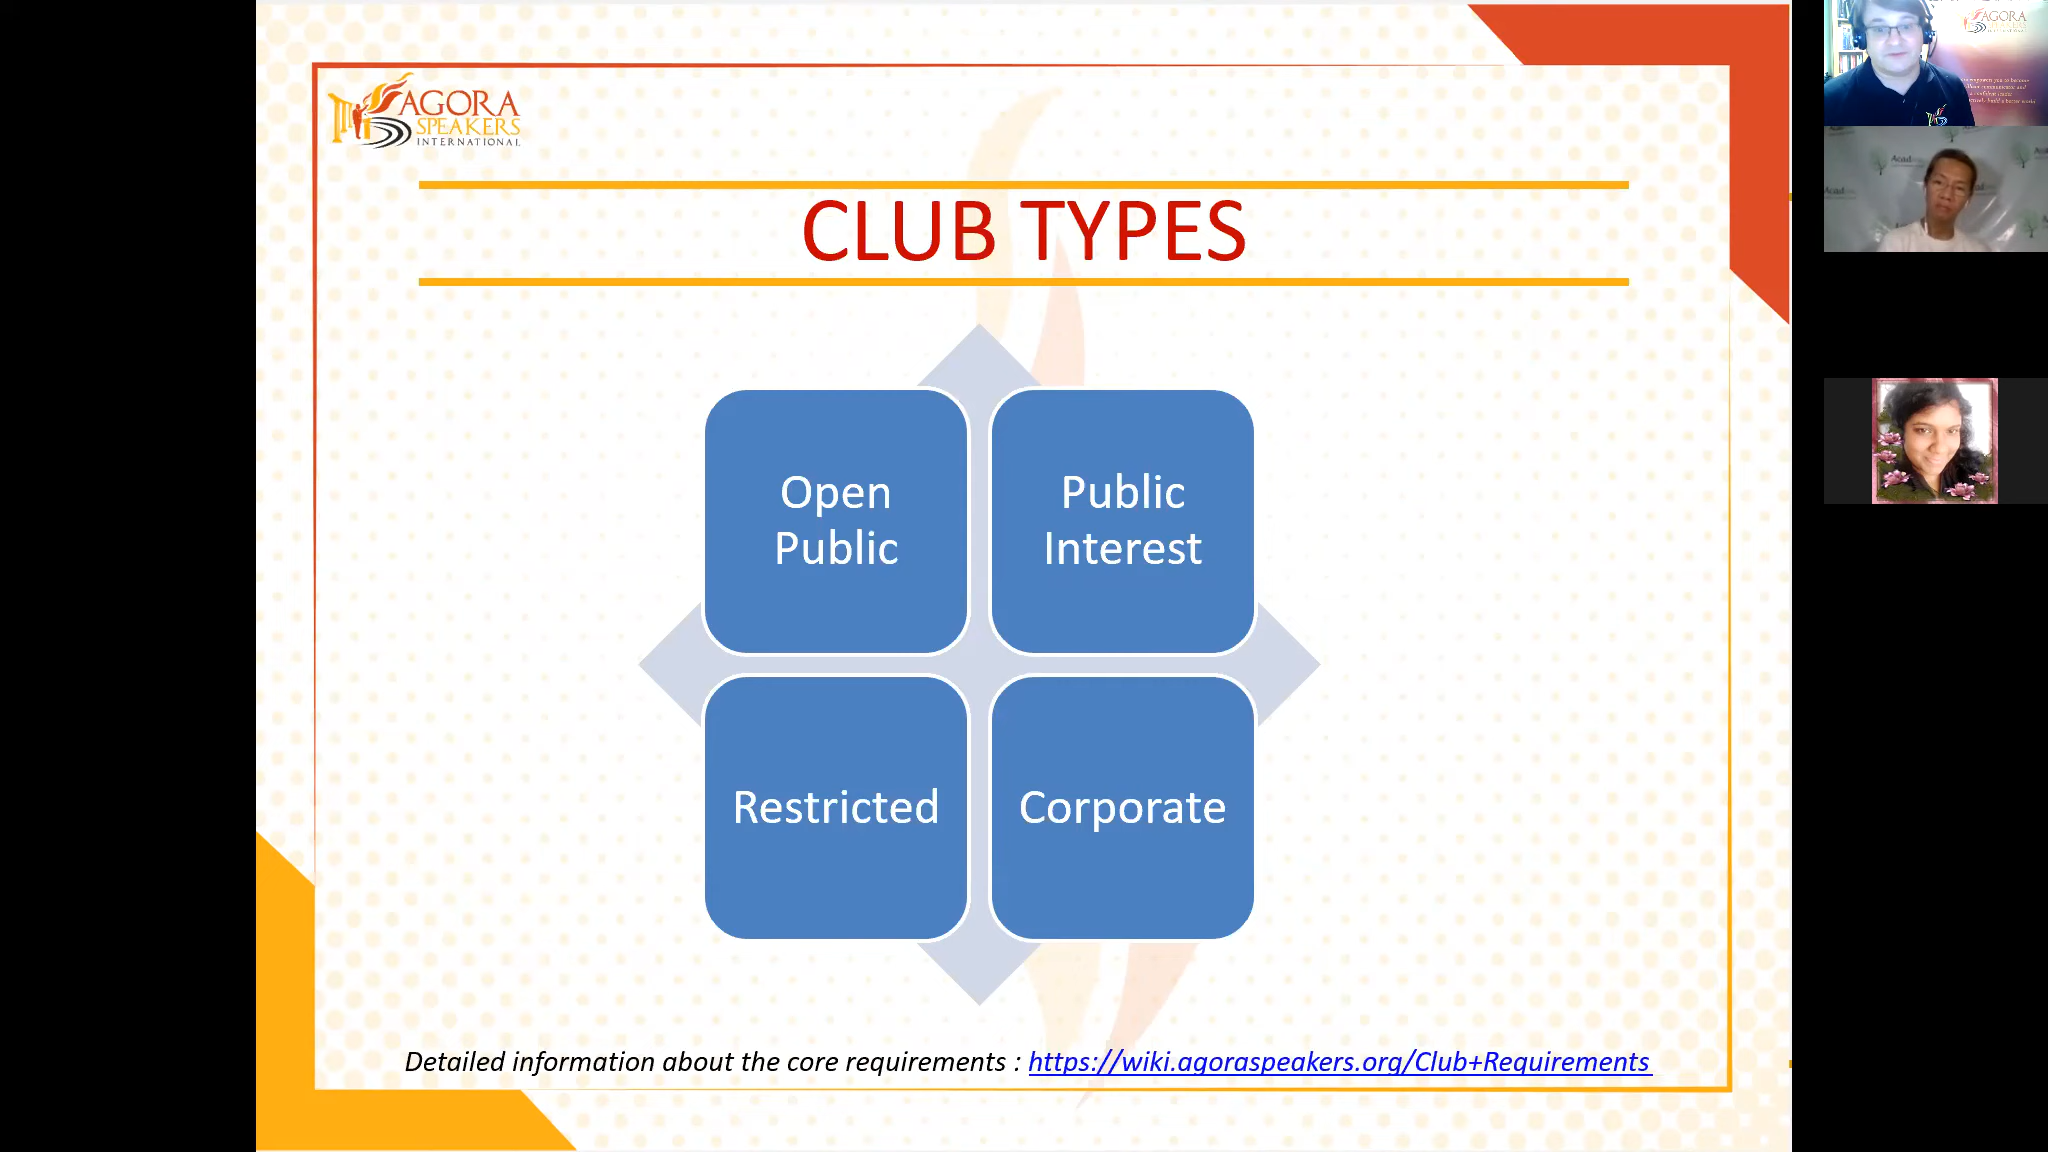 AGORA
SPEAKERS
INTERNATIONAL
CLUB TYPES
Open
Public
Public
Interest
Restricted
Corporate
Detailed information about the core requirements : https://wiki.agoraspeakers.org/Club+Requirements
AGORA
Acad